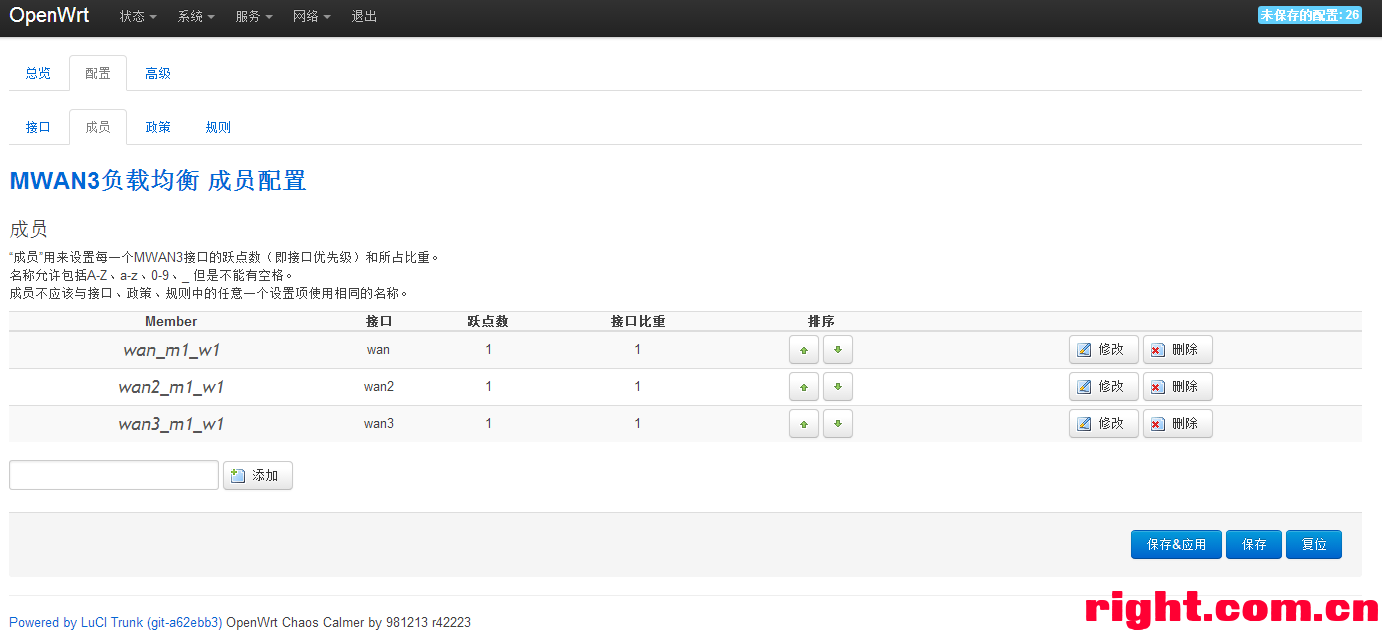 OpenWrt 状态 系统 服务 网络 退出 未保存的配置: 26
总览 配置 高级
接口 成员 政策 规则
MWAN3负载均衡 成员配置
成员
“成员”用来设置每一个MWAN3接口的跃点数（即接口优先级）和所占比重。
名称允许包括A-Z、a-z、0-9、_ 但是不能有空格。
成员不应该与接口、政策、规则中的任意一个设置项使用相同的名称。
Member 接口 跃点数 接口比重 排序
wan_m1_w1 wan 1 1 修改 删除
wan2_m1_w1 wan2 1 1 修改 删除
wan3_m1_w1 wan3 1 1 修改 删除
添加
保存&应用 保存 复位
Powered by LuCI Trunk (git-a62ebb3) OpenWrt Chaos Calmer by 981213 r42223
right.com.cn